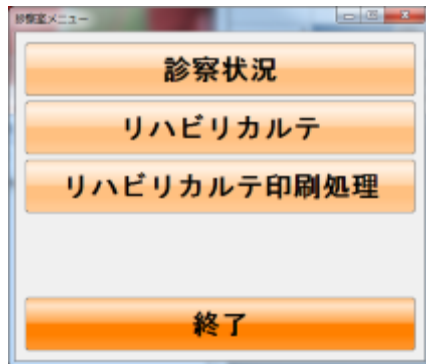 診察室メニュー
診察状況
リハビリカルテ
リハビリカルテ印刷処理
終了